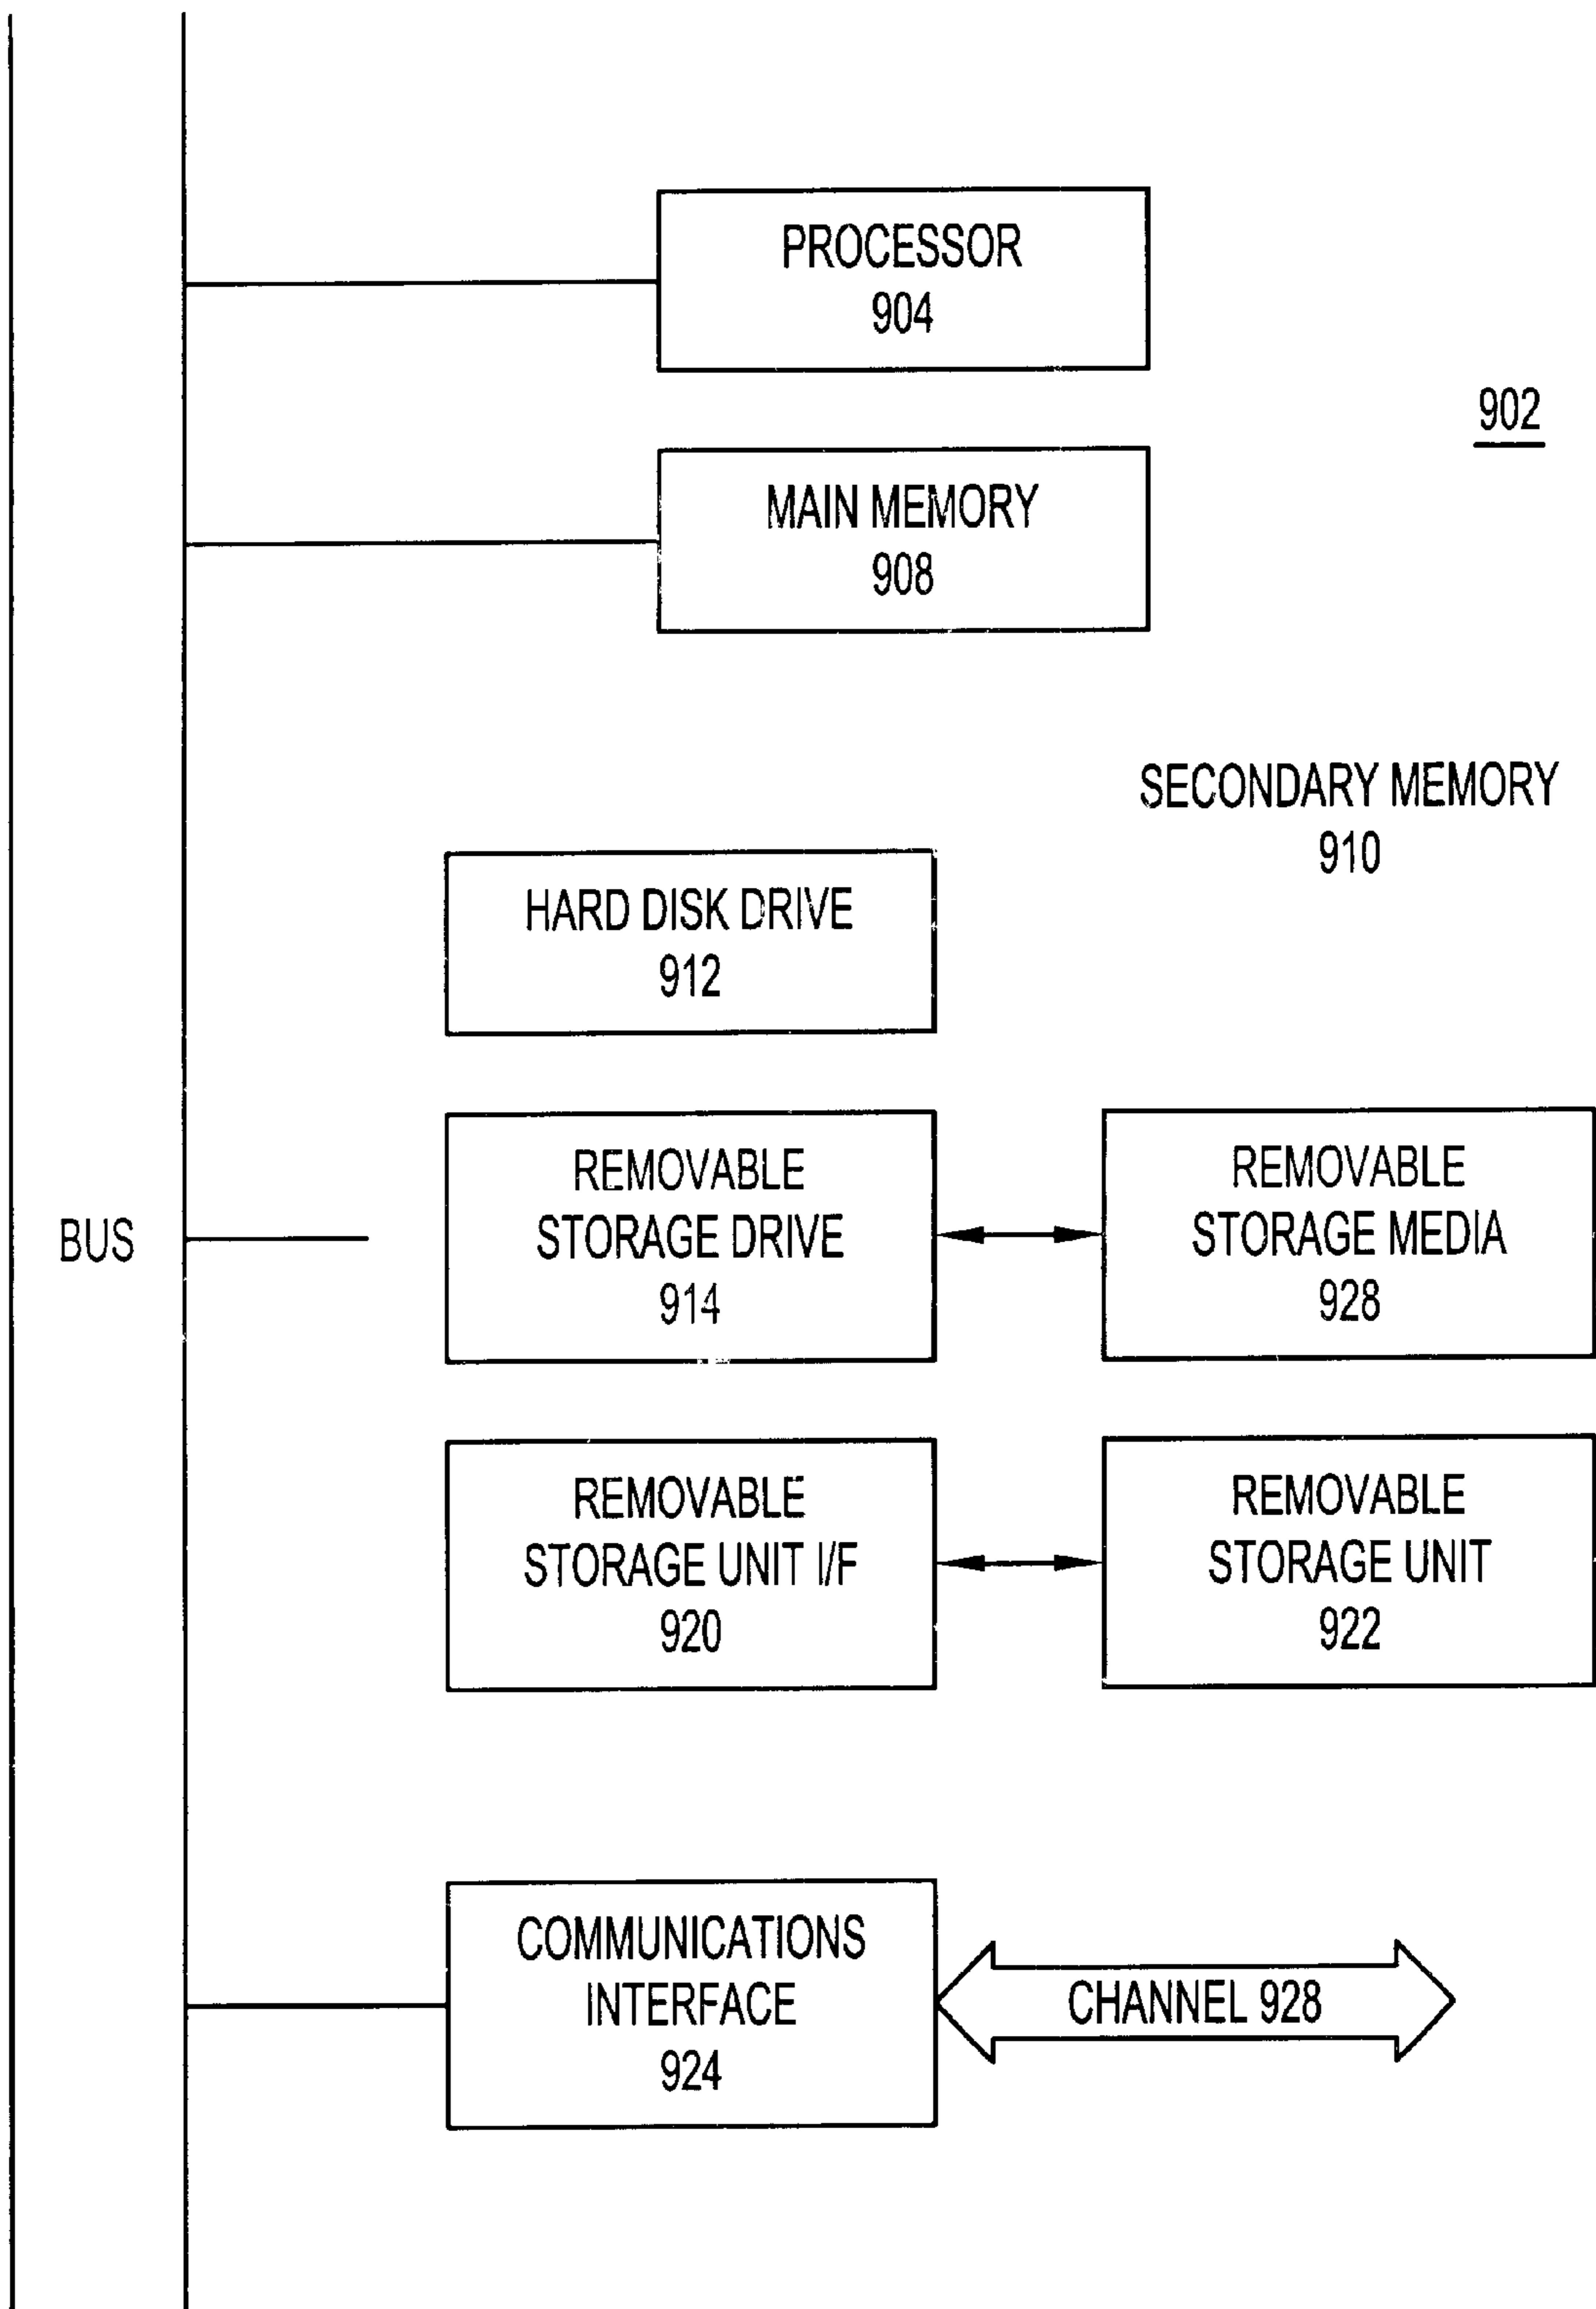 PROCESSOR
904
902
MAIN MEMORY
908
SECONDARY MEMORY
910
HARD DISK DRIVE
912
BUS
REMOVABLE
STORAGE DRIVE
914
REMOVABLE
STORAGE MEDIA
928
REMOVABLE
STORAGE UNIT I/F
920
REMOVABLE
STORAGE UNIT
922
COMMUNICATIONS
INTERFACE
924
CHANNEL 928